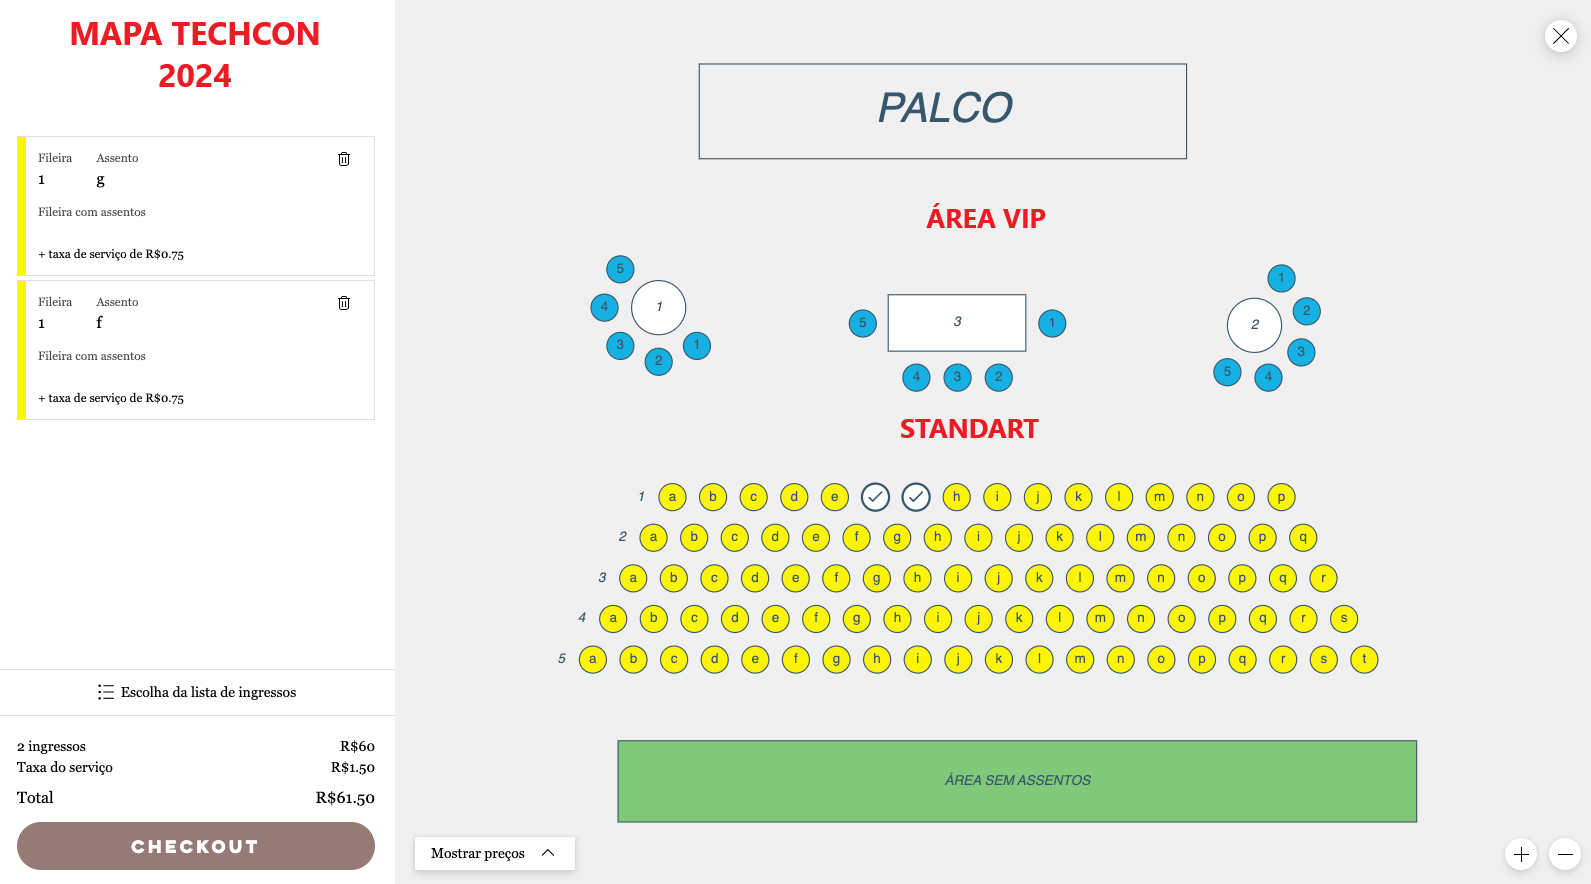 MAPA TECHCON
2024
Fileira Assento
1 g
Fileira com assentos
+ taxa de serviço de R$0.75
Fileira Assento
1 f
Fileira com assentos
+ taxa de serviço de R$0.75
Escolha da lista de ingressos
2 ingressos R$60
Taxa do serviço R$1.50
Total R$61.50
CHECKOUT
PALCO
ÁREA VIP
5
4 1
3 1
2
5 3 1
4 3 2
1
2 2
3
5 4
STANDART
1 a b c d e h i j k l m n o p
2 a b c d e f g h i j k l m n o p q
3 a b c d e f g h i j k l m n o p q r
4 a b c d e f g h i j k l m n o p q r s
5 a b c d e f g h i j k l m n o p q r s t
ÁREA SEM ASSENTOS
Mostrar preços